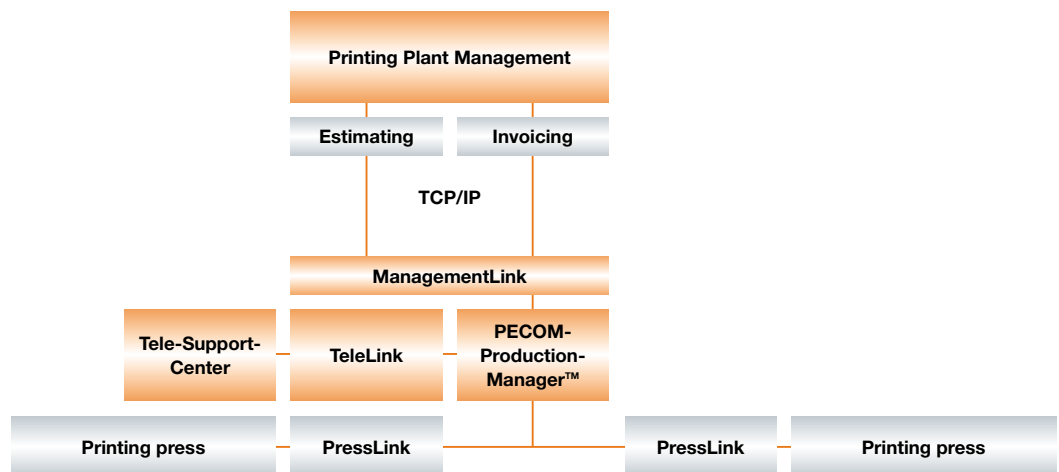 Printing Plant Management
Estimating
Invoicing
TCP/IP
ManagementLink
Tele-Support-
Center
TeleLink
PECOM-
Production-
Manager™
Printing press
PressLink
PressLink
Printing press